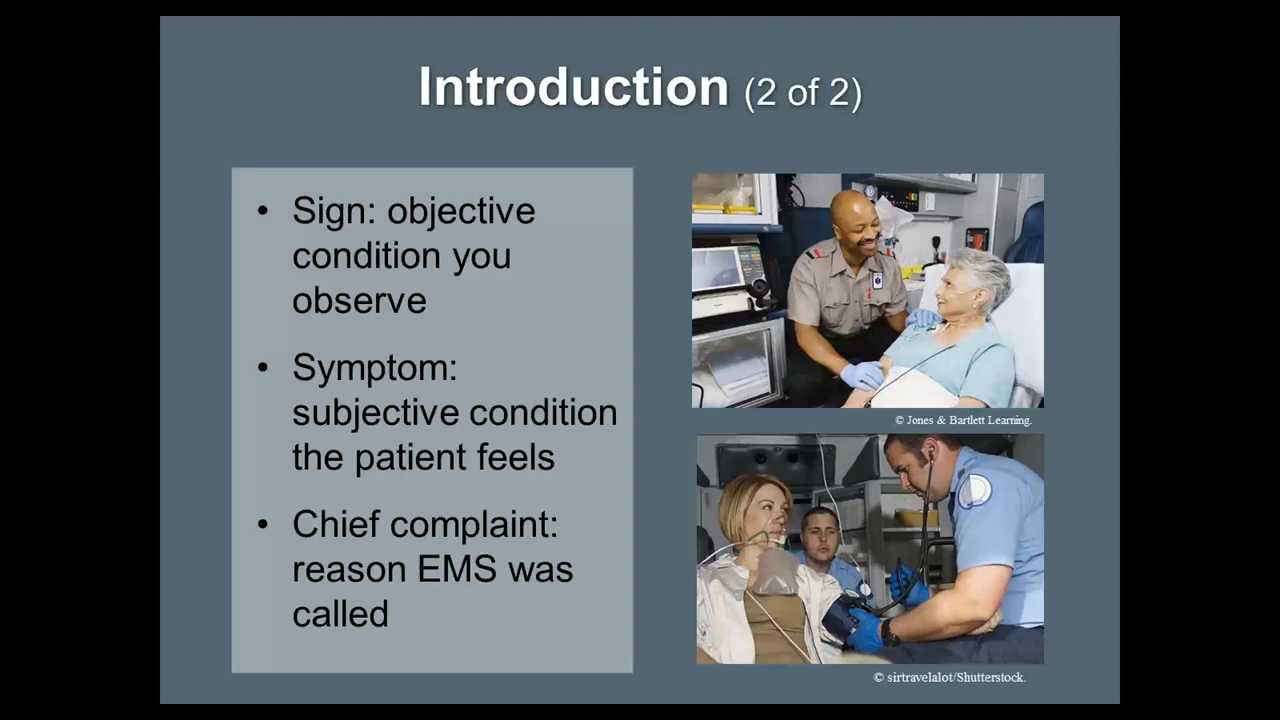 Introduction (2 of 2)
• Sign: objective
condition you
observe
• Symptom:
subjective condition
the patient feels
• Chief complaint:
reason EMS was
called
© Jones & Bartlett Learning.
© sirtravelalot/Shutterstock.